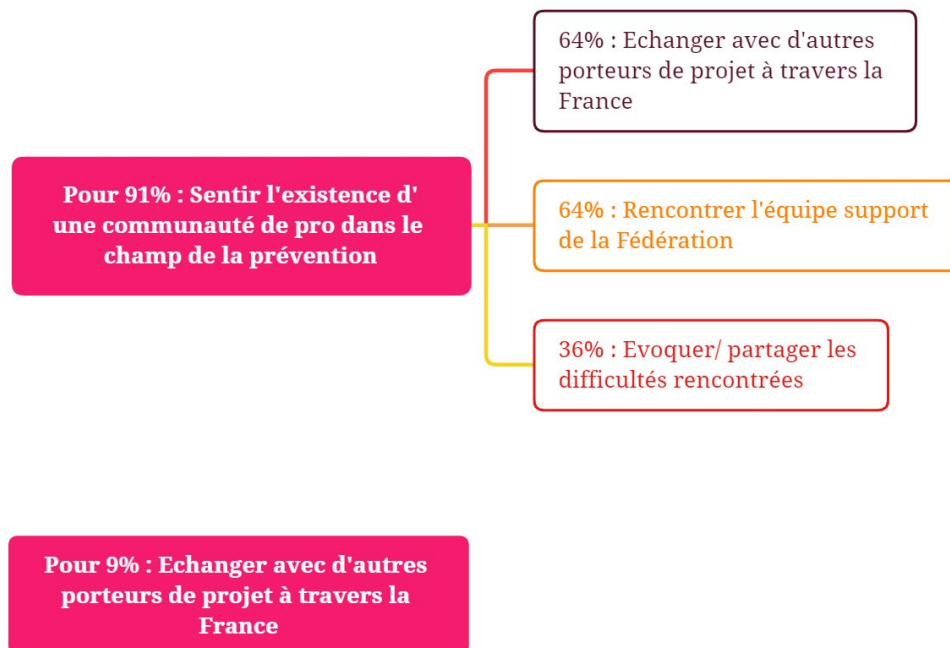 64% : Echanger avec d'autres
porteurs de projet à travers la
France
Pour 91% : Sentir l'existence d'
une communauté de pro dans le
champ de la prévention
64% : Rencontrer l'équipe support
de la Fédération
36% : Evoquer/ partager les
difficultés rencontrées
Pour 9% : Echanger avec d'autres
porteurs de projet à travers la
France